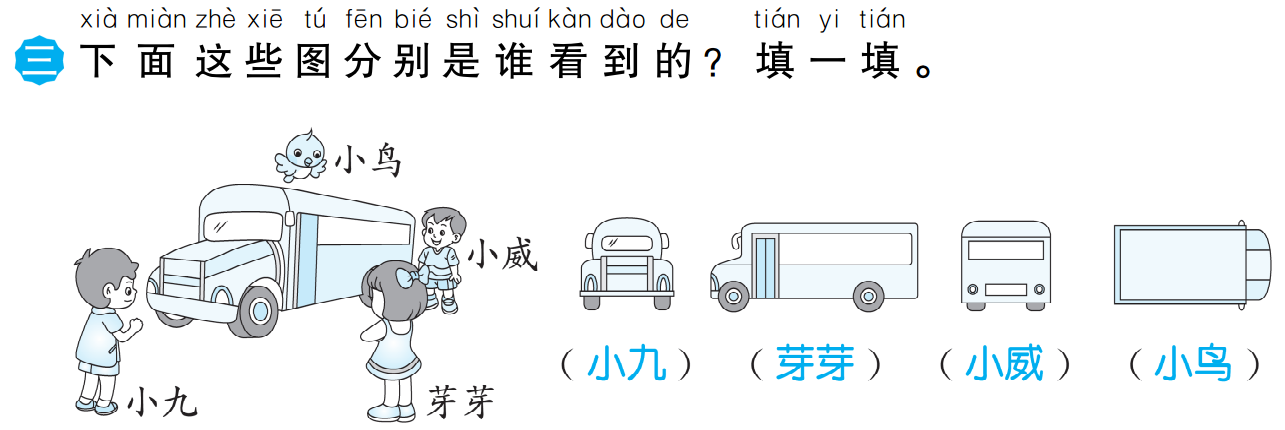 xià miàn zhè xiē tú fēn bié shì shuí kàn dào de tián yi tián
三 下面这些图分别是谁看到的？填一填。
小鸟
小威
小九
芽芽
（小九）（芽芽）（小威）（小鸟）